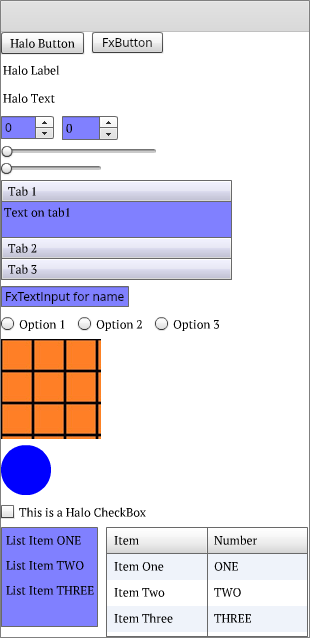 Halo Button FxButton
Halo Label
Halo Text
0 0
Tab 1
Text on tab1
Tab 2
Tab 3
FxTextInput for name
Option 1 Option 2 Option 3
This is a Halo CheckBox
List Item ONE
List Item TWO
List Item THREE
Item Number
Item One ONE
Item Two TWO
Item Three THREE